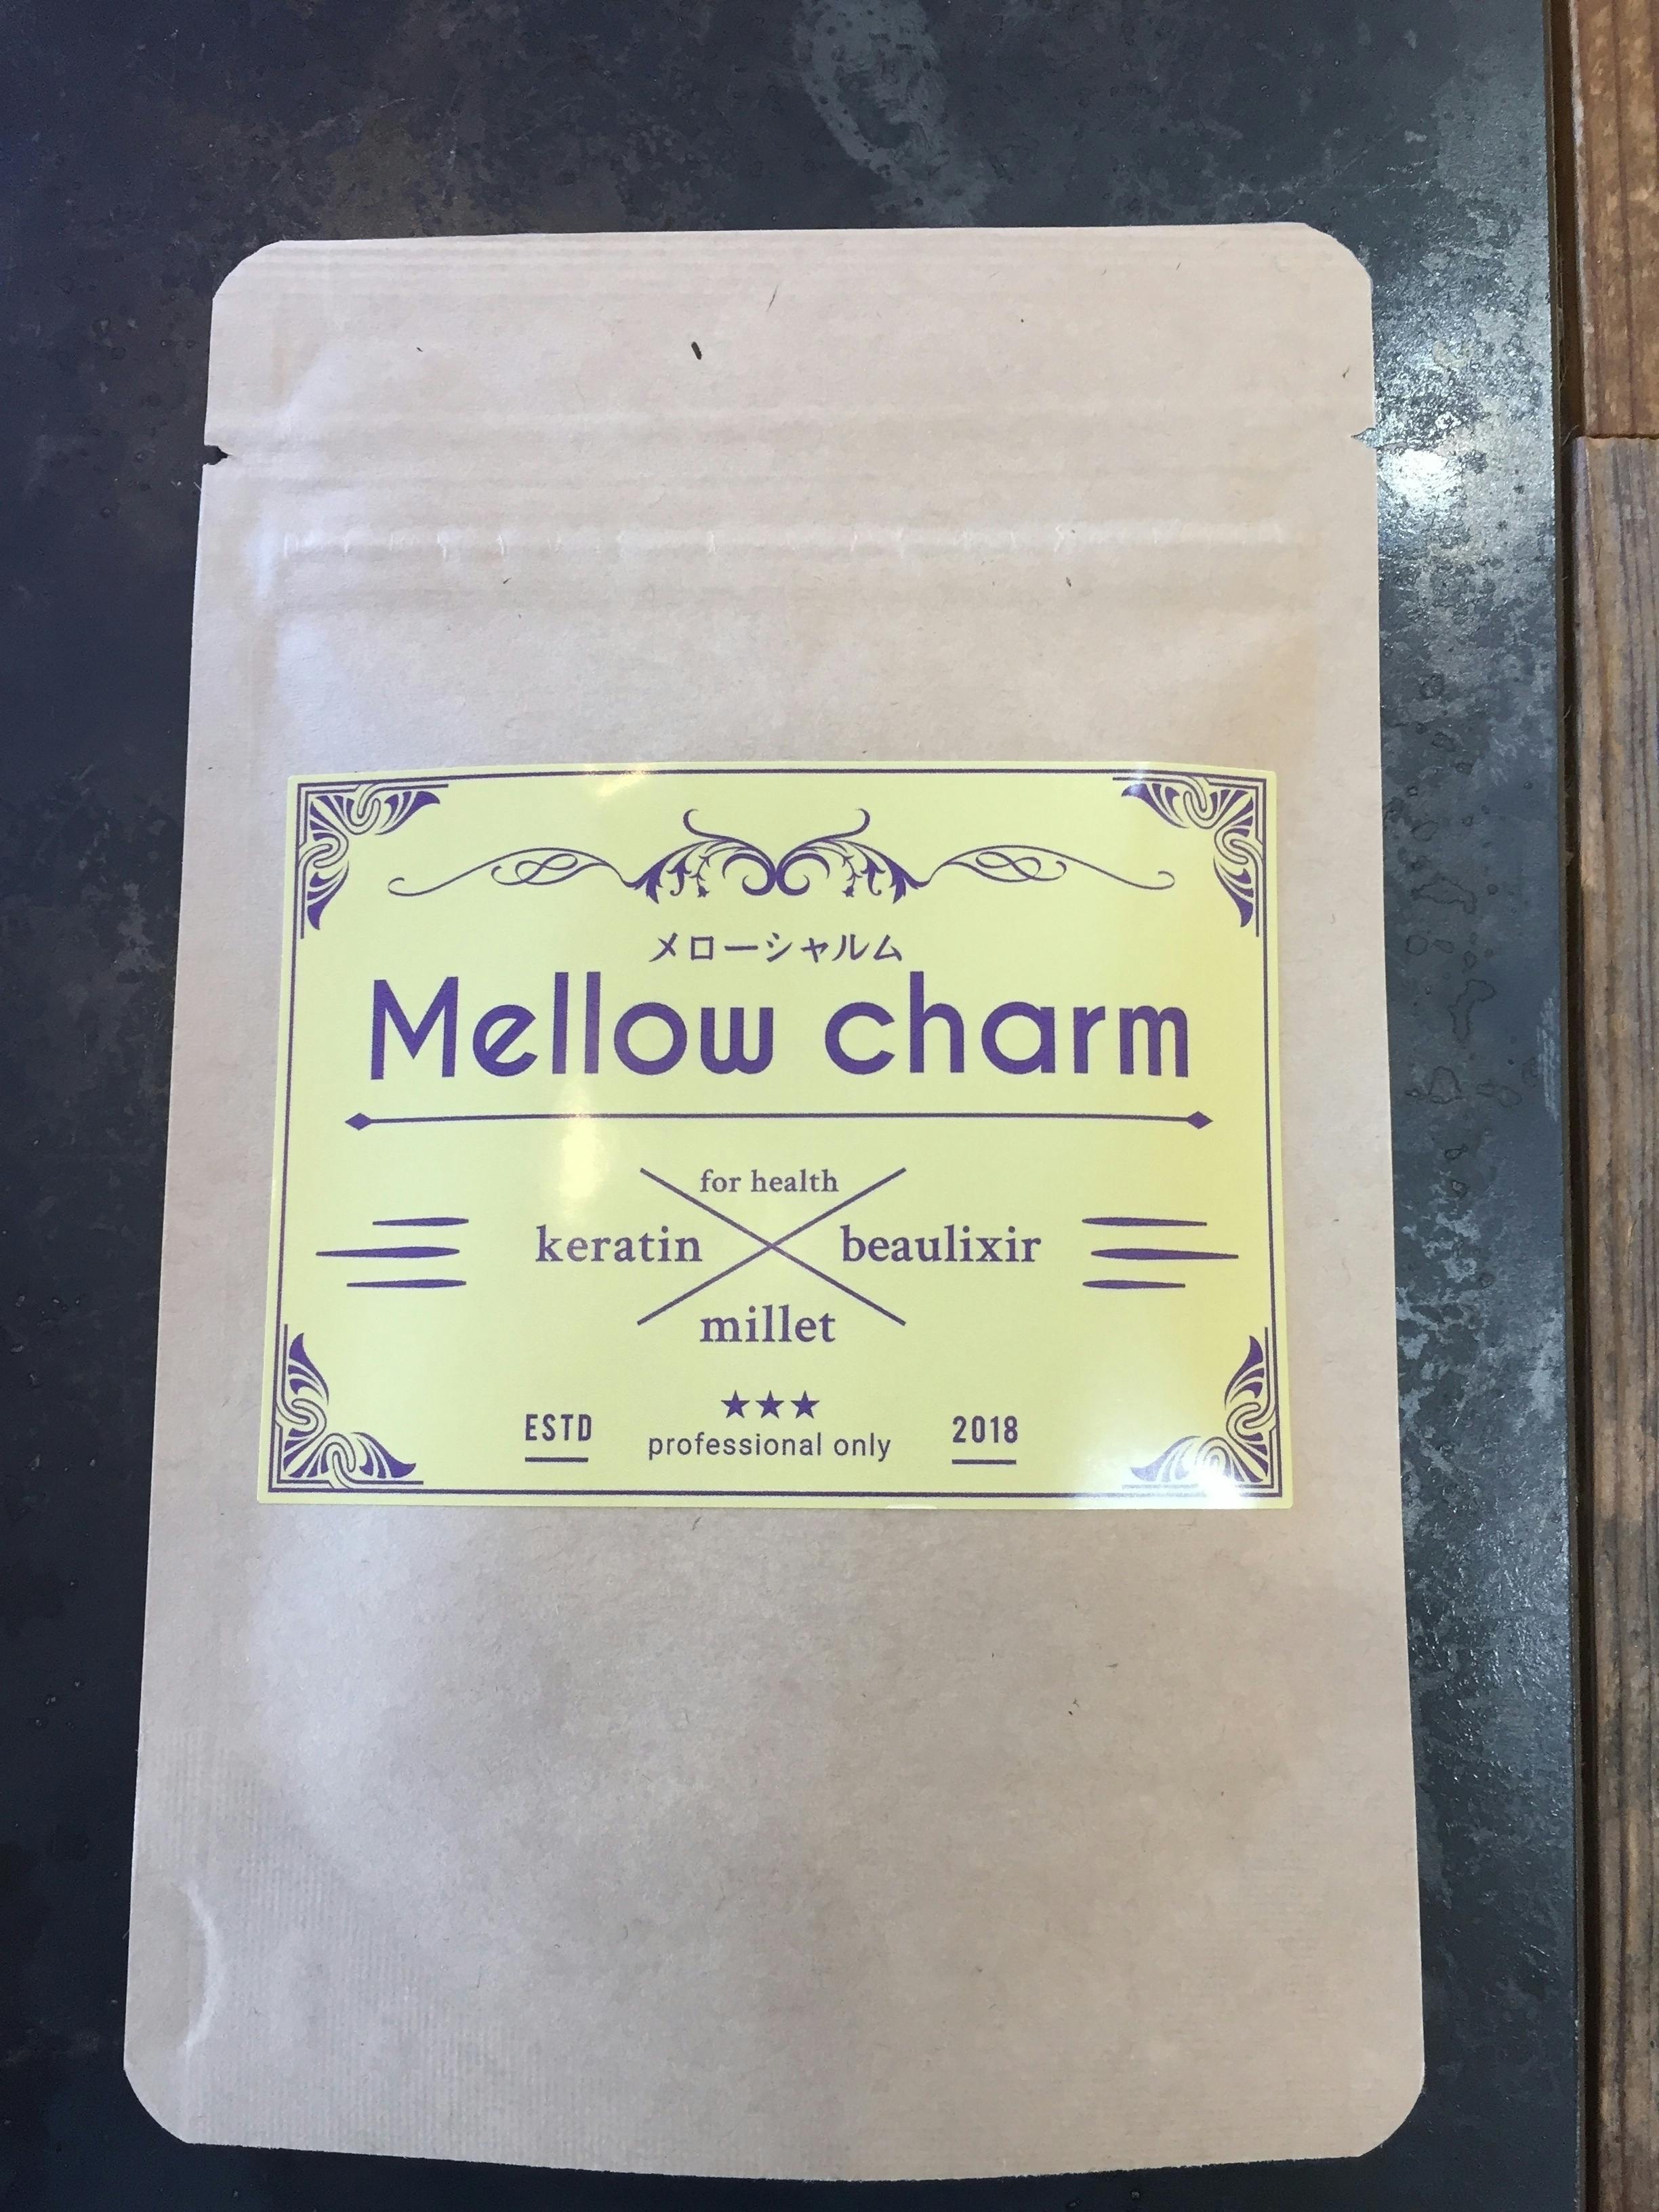 メローシャルム
Mellow charm
for health
keratin beaulixir
millet
★★★
ESTD professional only 2018